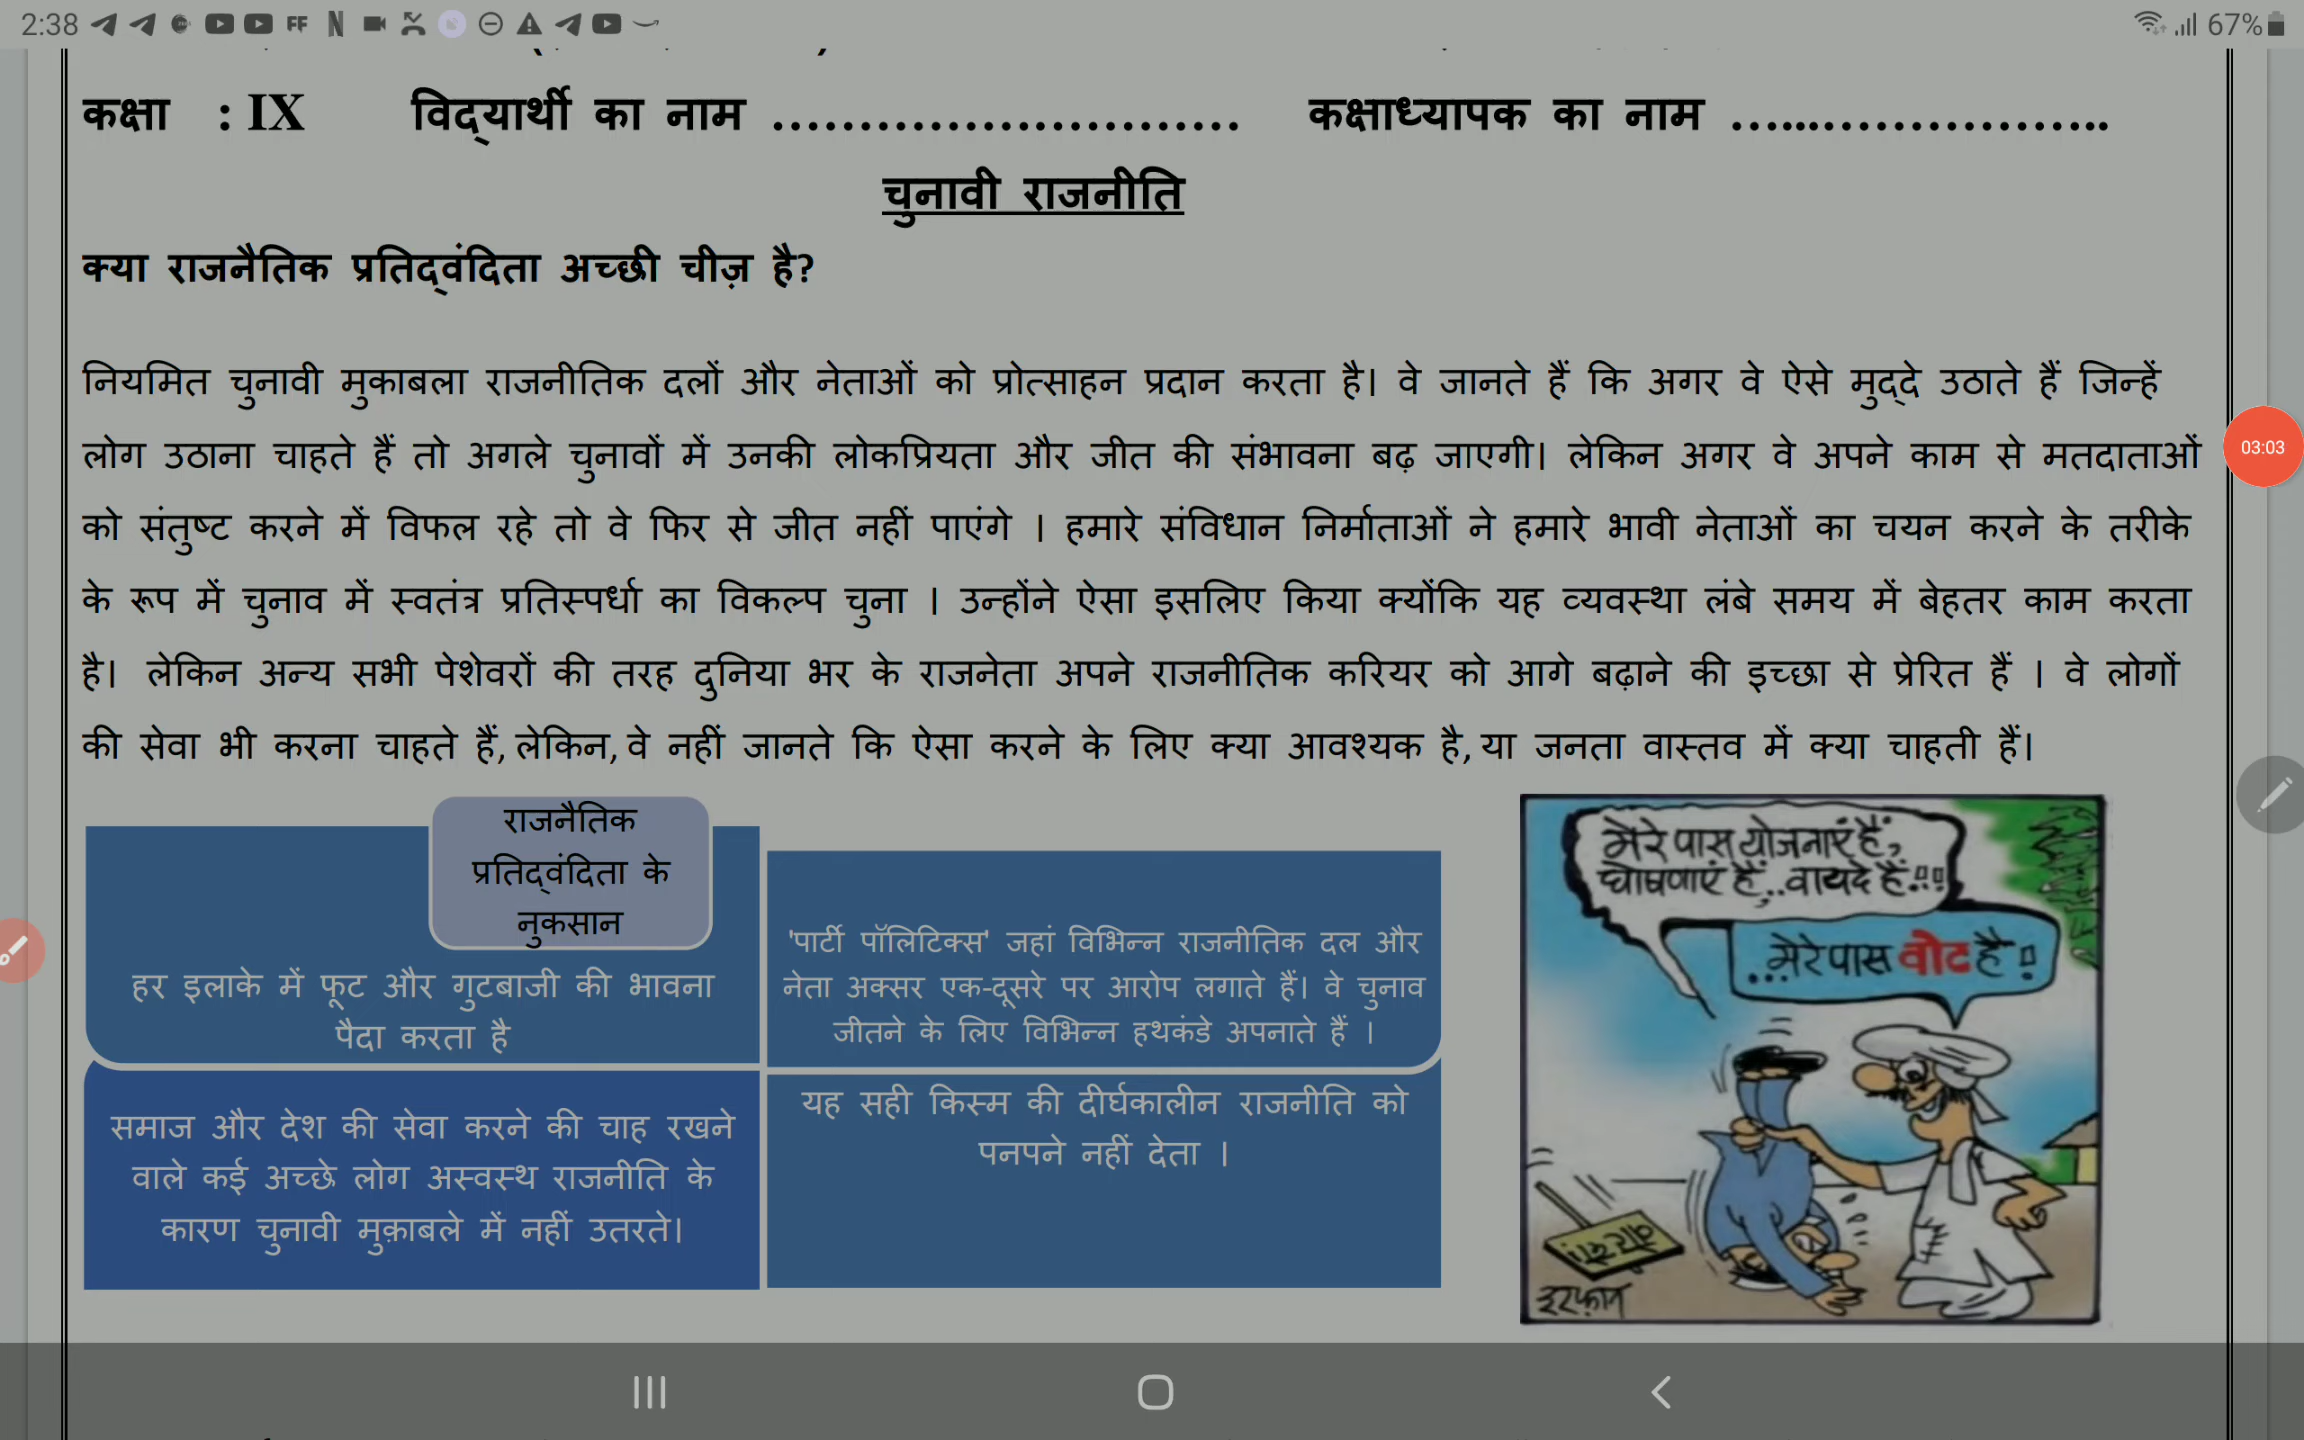 2:38
67%
कक्षा : IX विद्यार्थी का नाम ............................ कक्षाध्यापक का नाम ........................
चुनावी राजनीति
क्या राजनैतिक प्रतिद्वंदिता अच्छी चीज़ है?
नियमित चुनावी मुकाबला राजनीतिक दलों और नेताओं को प्रोत्साहन प्रदान करता है। वे जानते हैं कि अगर वे ऐसे मुद्दे उठाते हैं जिन्हें
लोग उठाना चाहते हैं तो अगले चुनावों में उनकी लोकप्रियता और जीत की संभावना बढ़ जाएगी। लेकिन अगर वे अपने काम से मतदाताओं
03:03
को संतुष्ट करने में विफल रहे तो वे फिर से जीत नहीं पाएंगे । हमारे संविधान निर्माताओं ने हमारे भावी नेताओं का चयन करने के तरीके
के रूप में चुनाव में स्वतंत्र प्रतिस्पर्धा का विकल्प चुना । उन्होंने ऐसा इसलिए किया क्योंकि यह व्यवस्था लंबे समय में बेहतर काम करता
है। लेकिन अन्य सभी पेशेवरों की तरह दुनिया भर के राजनेता अपने राजनीतिक करियर को आगे बढ़ाने की इच्छा से प्रेरित हैं । वे लोगों
की सेवा भी करना चाहते हैं, लेकिन, वे नहीं जानते कि ऐसा करने के लिए क्या आवश्यक है, या जनता वास्तव में क्या चाहती हैं।
राजनैतिक
प्रतिद्वंदिता के
नुकसान
हर इलाके में फूट और गुटबाजी की भावना
पैदा करता है
'पार्टी पॉलिटिक्स' जहां विभिन्न राजनीतिक दल और
नेता अक्सर एक-दूसरे पर आरोप लगाते हैं। वे चुनाव
जीतने के लिए विभिन्न हथकंडे अपनाते हैं ।
समाज और देश की सेवा करने की चाह रखने
वाले कई अच्छे लोग अस्वस्थ राजनीति के
कारण चुनावी मुक़ाबले में नहीं उतरते।
यह सही किस्म की दीर्घकालीन राजनीति को
पनपने नहीं देता ।
मेरे पास योजनाएं हैं,
घोषणाएं हैं,..वायदे हैं..!!
...मेरे पास वोट है !!
इरफ़ान